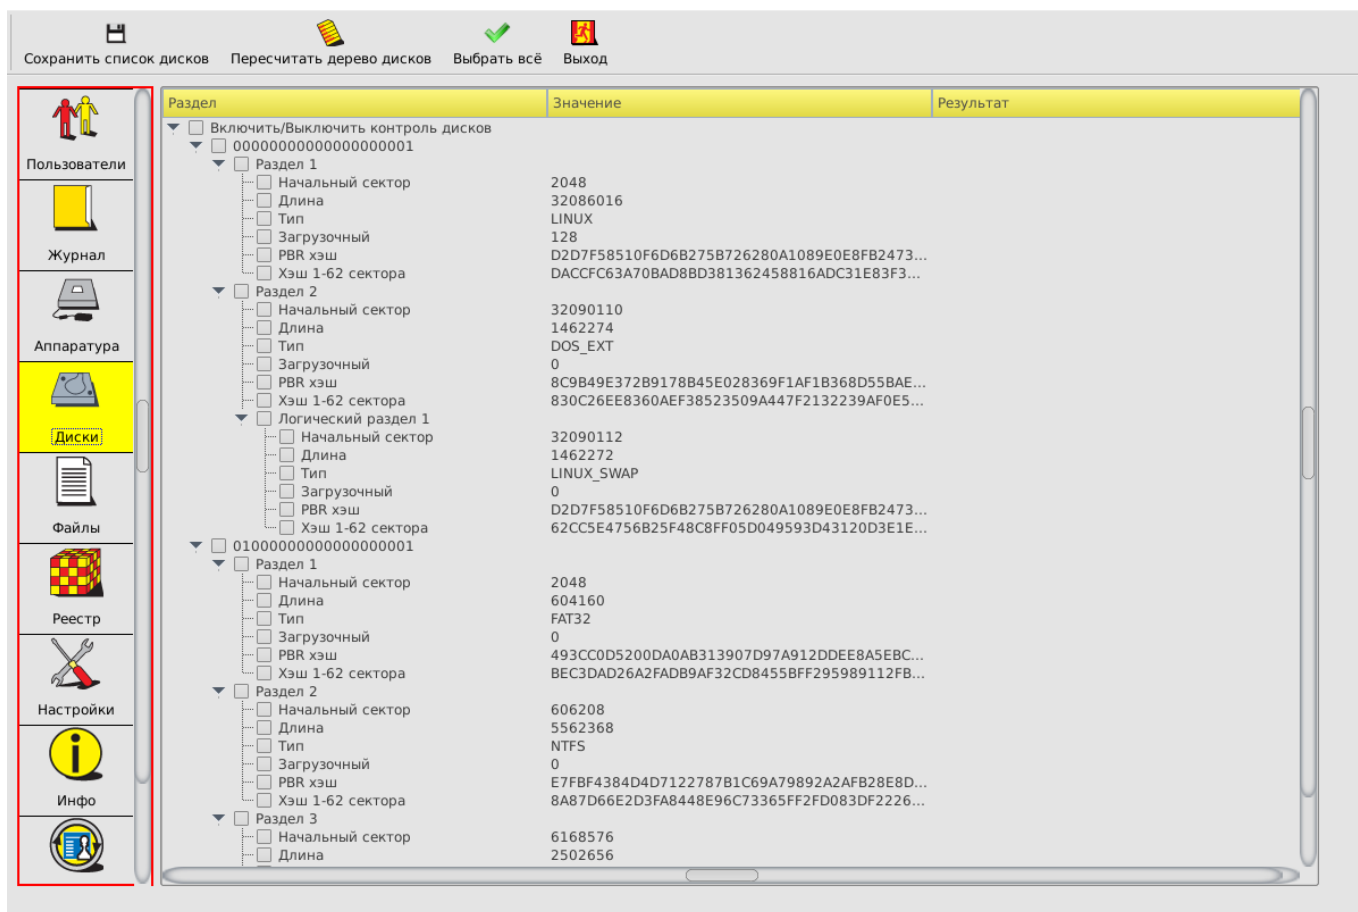 Сохранить список дисков Пересчитать дерево дисков Выбрать всё Выход
Пользователи
Журнал
Аппаратура
Диски
Файлы
Реестр
Настройки
Инфо
Раздел Значение Результат
Включить/Выключить контроль дисков
00000000000000000001
Раздел 1
Начальный сектор 2048
Длина 32086016
Тип LINUX
Загрузочный 128
PBR хэш D2D7F58510F6D6B275B726280A1089E0E8FB2473...
Хэш 1-62 сектора DACCFC63A70BAD8BD381362458816ADC31E83F3...
Раздел 2
Начальный сектор 32090110
Длина 1462274
Тип DOS_EXT
Загрузочный 0
PBR хэш 8C9B49E372B9178B45E028369F1AF1B368D55BAE...
Хэш 1-62 сектора 830C26EE8360AEF38523509A447F2132239AF0E5...
Логический раздел 1
Начальный сектор 32090112
Длина 1462272
Тип LINUX_SWAP
Загрузочный 0
PBR хэш D2D7F58510F6D6B275B726280A1089E0E8FB2473...
Хэш 1-62 сектора 62CC5E4756B25F48C8FF05D049593D43120D3E1E...
01000000000000000001
Раздел 1
Начальный сектор 2048
Длина 604160
Тип FAT32
Загрузочный 0
PBR хэш 493CC0D5200DA0AB313907D97A912DDEE8A5EBC...
Хэш 1-62 сектора BEC3DAD26A2FADB9AF32CD8455BFF295989112FB...
Раздел 2
Начальный сектор 606208
Длина 5562368
Тип NTFS
Загрузочный 0
PBR хэш E7FBF4384D4D7122787B1C69A79892A2AFB28E8D...
Хэш 1-62 сектора 8A87D66E2D3FA8448E96C73365FF2FD083DF2226...
Раздел 3
Начальный сектор 6168576
Длина 2502656